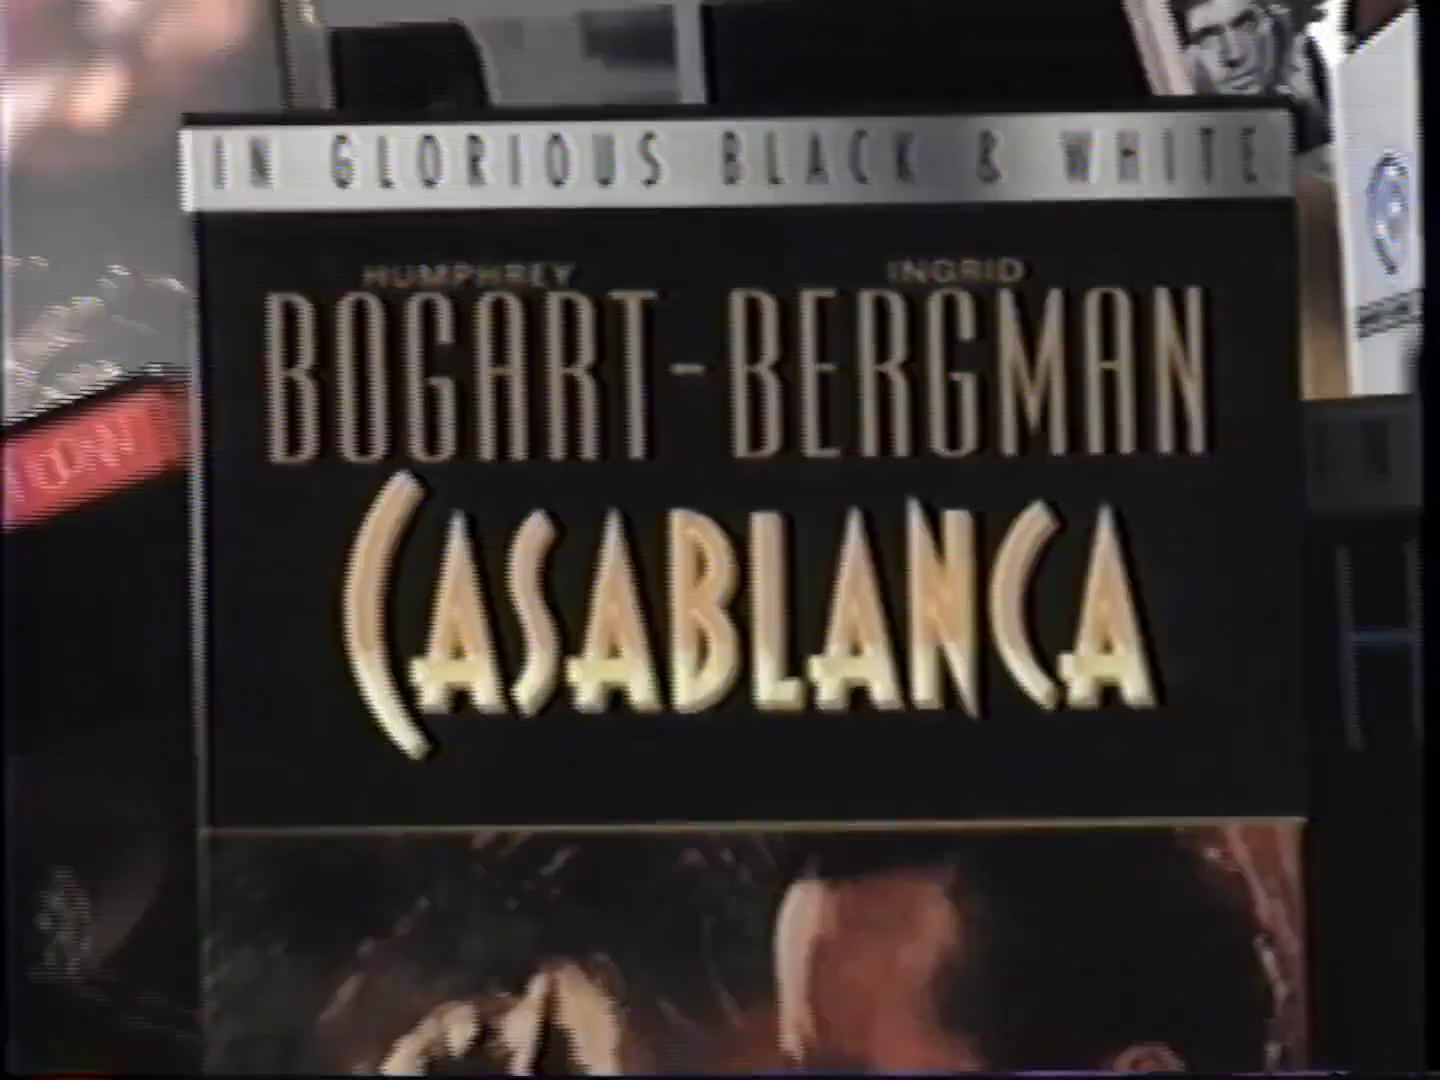 IN GLORIOUS BLACK & WHITE
HUMPHREY INGRID
BOGART-BERGMAN
CASABLANCA